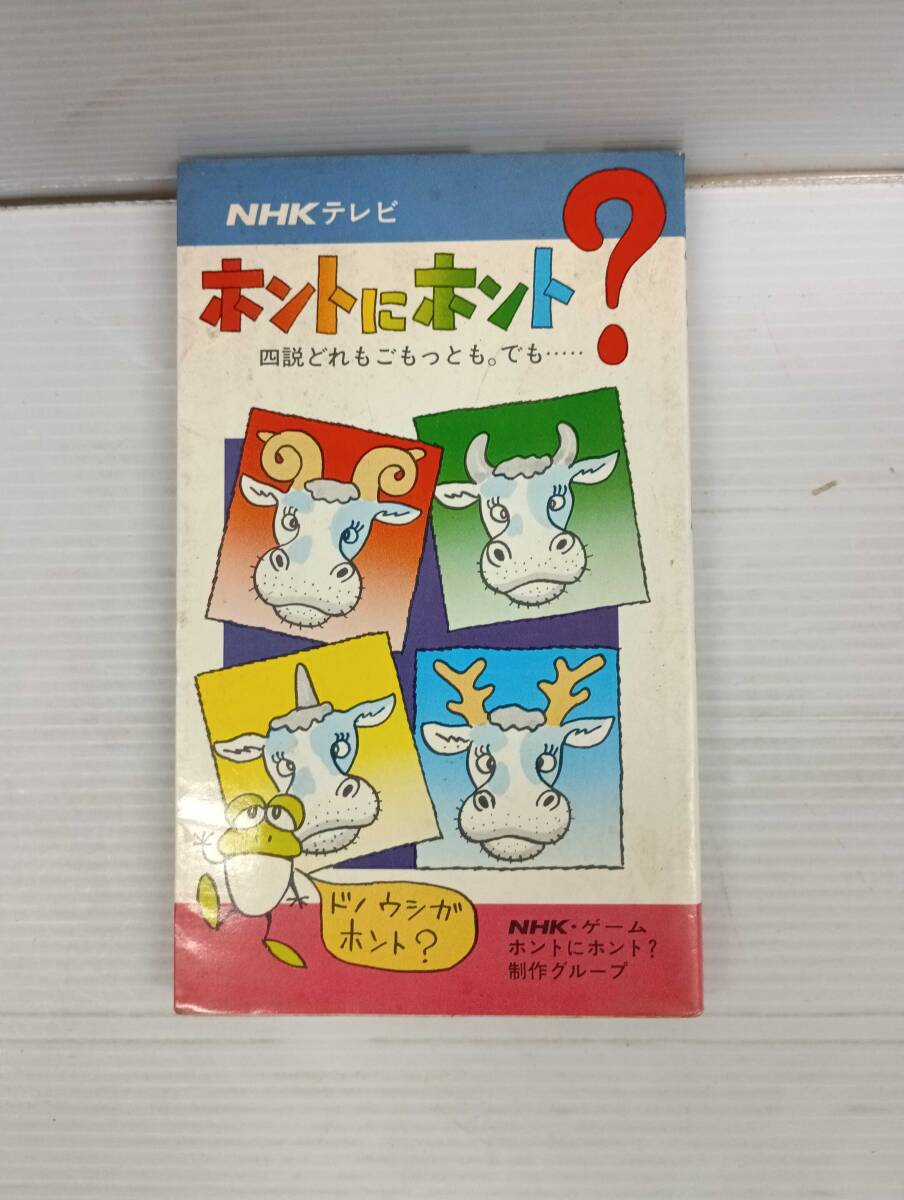 NHKテレビ
ホントにホント?
四説どれもごもっとも。でも‥‥‥
ドノウシガ
ホント?
NHK・ゲーム
ホントにホント?
制作グループ